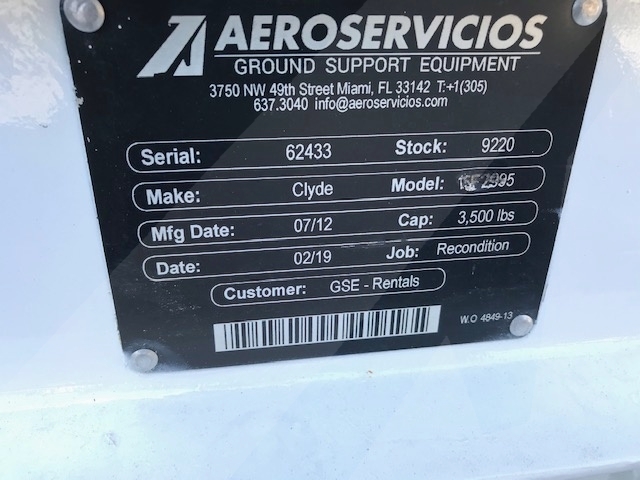 AEROSERVICIOS
GROUND SUPPORT EQUIPMENT
3750 NW 49th Street Miami, FL 33142 T:+1(305)
637.3040 info@aeroservicios.com
Serial: 62433 Stock: 9220
Make: Clyde Model: 2995
Mfg Date: 07/12 Cap: 3,500 lbs
Date: 02/19 Job: Recondition
Customer: GSE - Rentals
W.O 4849-13